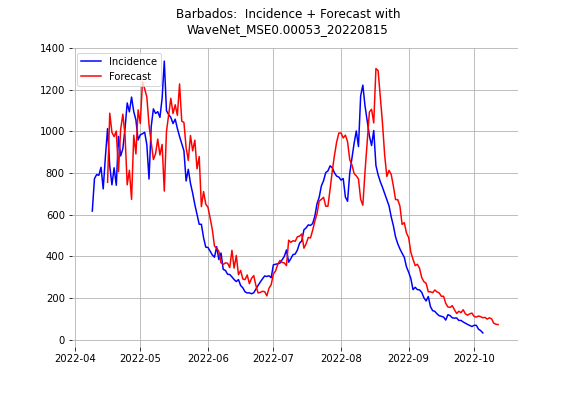 Barbados:  Incidence + Forecast with
WaveNet_MSE0.00053_20220815
1400
1200
1000
800
600
400
200
0
Incidence
Forecast
2022-04 2022-05 2022-06 2022-07 2022-08 2022-09 2022-10